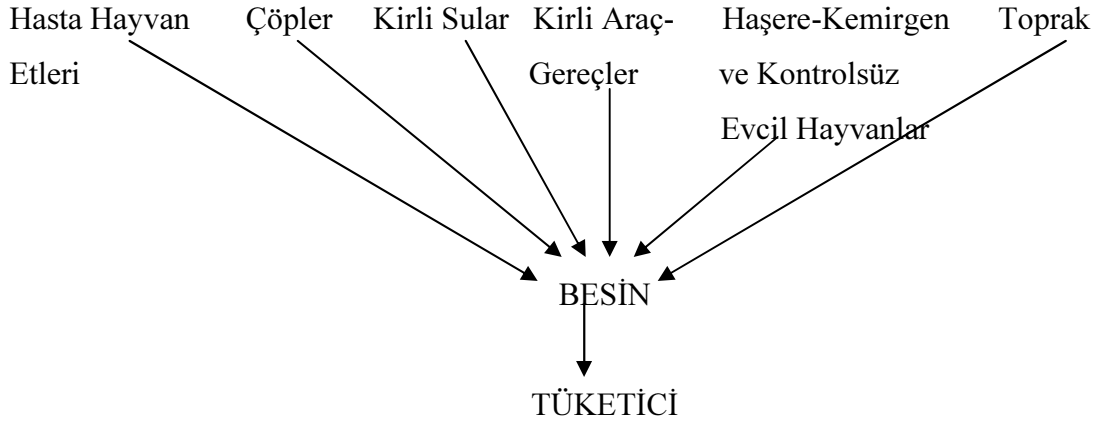 Hasta Hayvan Çöpler Kirli Sular Kirli Araç- Haşere-Kemirgen Toprak
Etleri Gereçler ve Kontrolsüz
Evcil Hayvanlar
BESİN
TÜKETİCİ